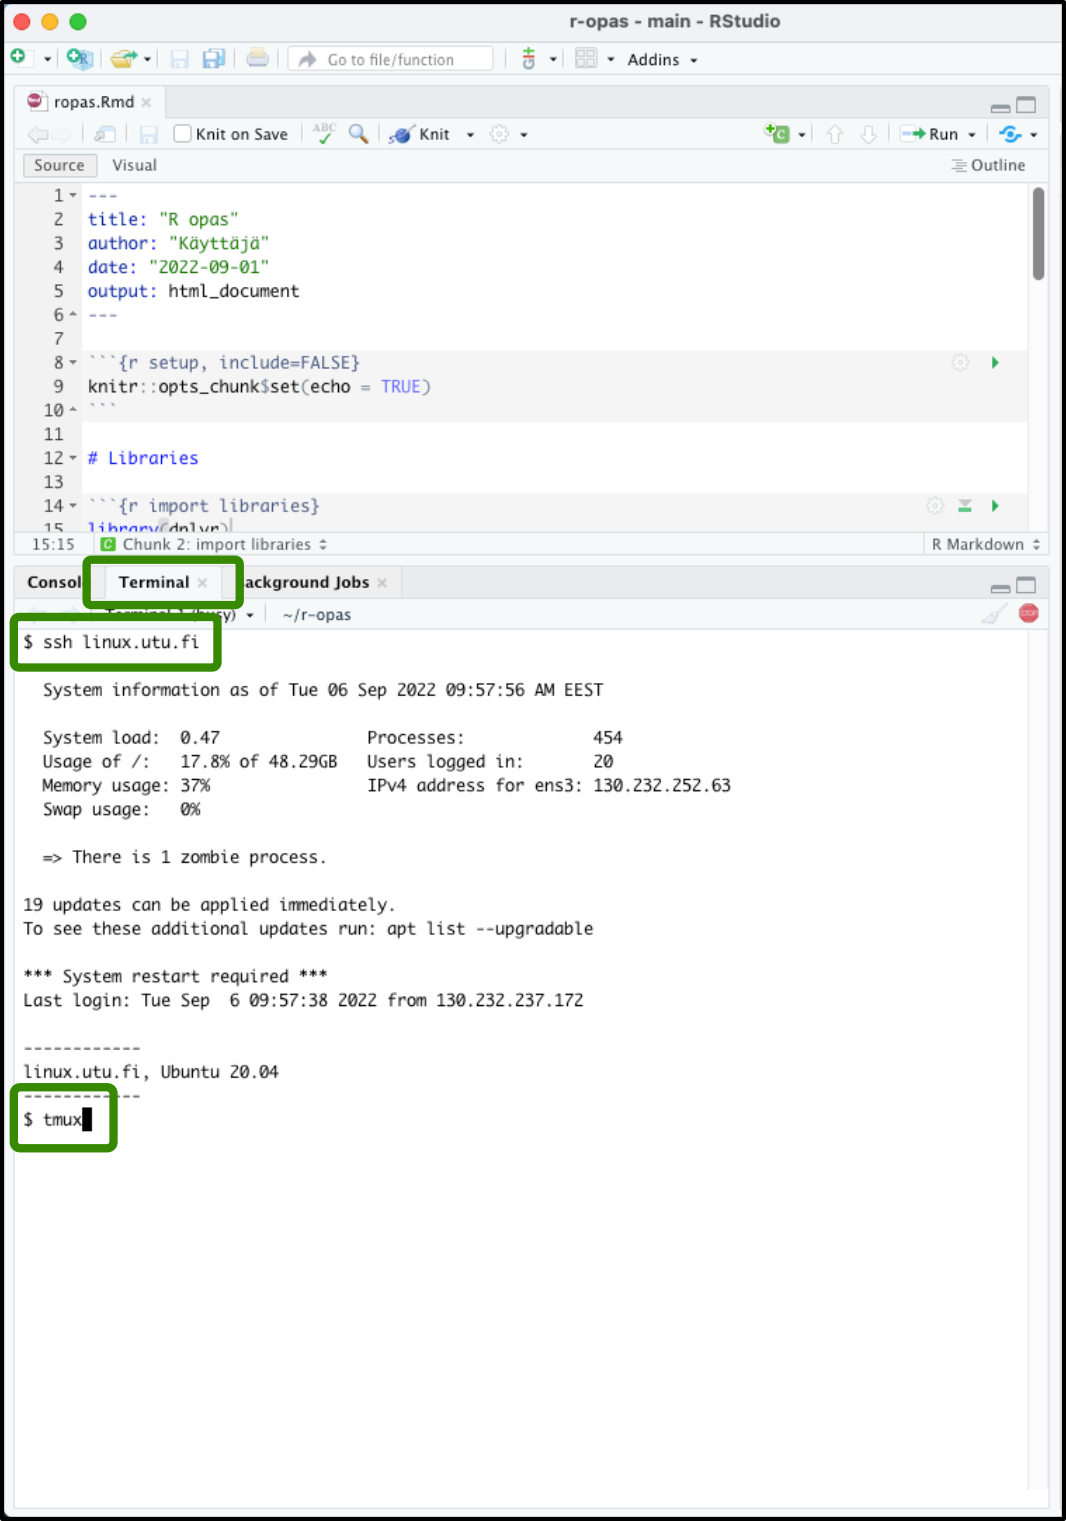 r-opas - main - RStudio
Go to file/function
Addins
ropas.Rmd
Knit on Save
ABC
Knit
Run
Source Visual
Outline
1 ---
2 title: "R opas"
3 author: "Käyttäjä"
4 date: "2022-09-01"
5 output: html_document
6 ---
7
8 ```{r setup, include=FALSE}
9 knitr::opts_chunk$set(echo = TRUE)
10 ```
11
12 # Libraries
13
14 ```{r import libraries}
15 library(dplyr)
15:15 C Chunk 2: import libraries R Markdown
Consol Terminal ackground Jobs
Terminal 1 (busy) ~/r-opas STOP
$ ssh linux.utu.fi
System information as of Tue 06 Sep 2022 09:57:56 AM EEST
System load: 0.47 Processes: 454
Usage of /: 17.8% of 48.29GB Users logged in: 20
Memory usage: 37% IPv4 address for ens3: 130.232.252.63
Swap usage: 0%
=> There is 1 zombie process.
19 updates can be applied immediately.
To see these additional updates run: apt list --upgradable
*** System restart required ***
Last login: Tue Sep  6 09:57:38 2022 from 130.232.237.172
------------
linux.utu.fi, Ubuntu 20.04
------------
$ tmux